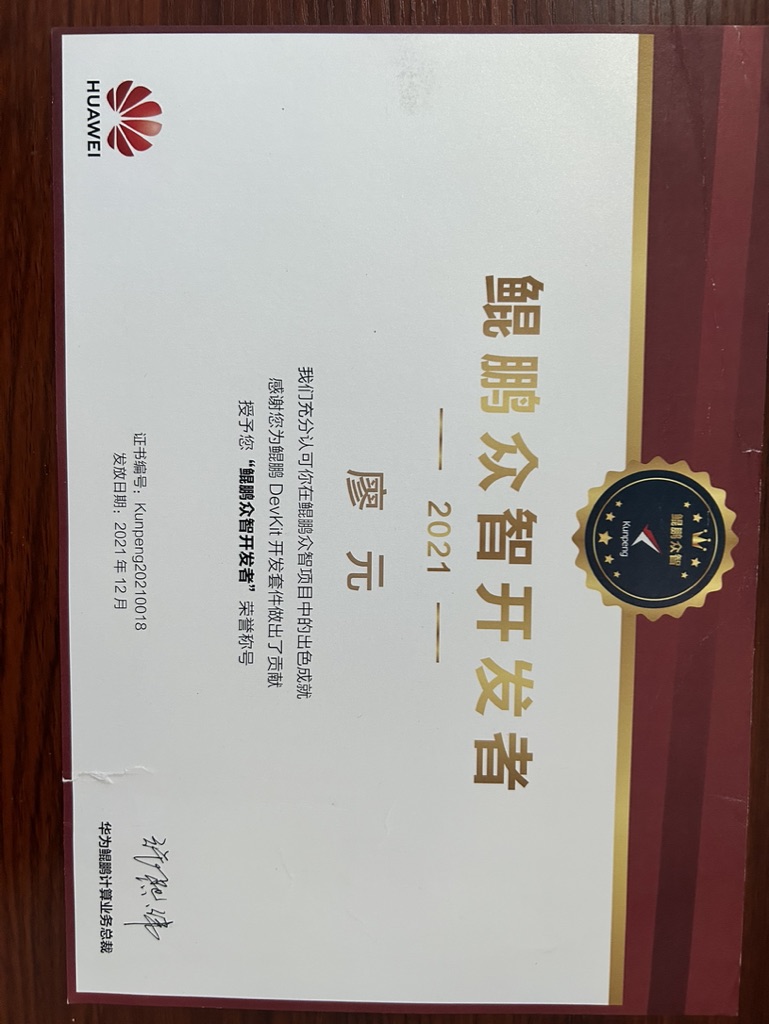 鲲鹏众智
Kunpeng
鲲鹏众智开发者
2021
廖元
我们充分认可你在鲲鹏众智项目中的出色成就
感谢您为鲲鹏 DevKit 开发套件做出了贡献
授予您“鲲鹏众智开发者”荣誉称号
证书编号：Kunpeng20210018
发放日期：2021 年 12 月
HUAWEI
华为鲲鹏计算业务总裁